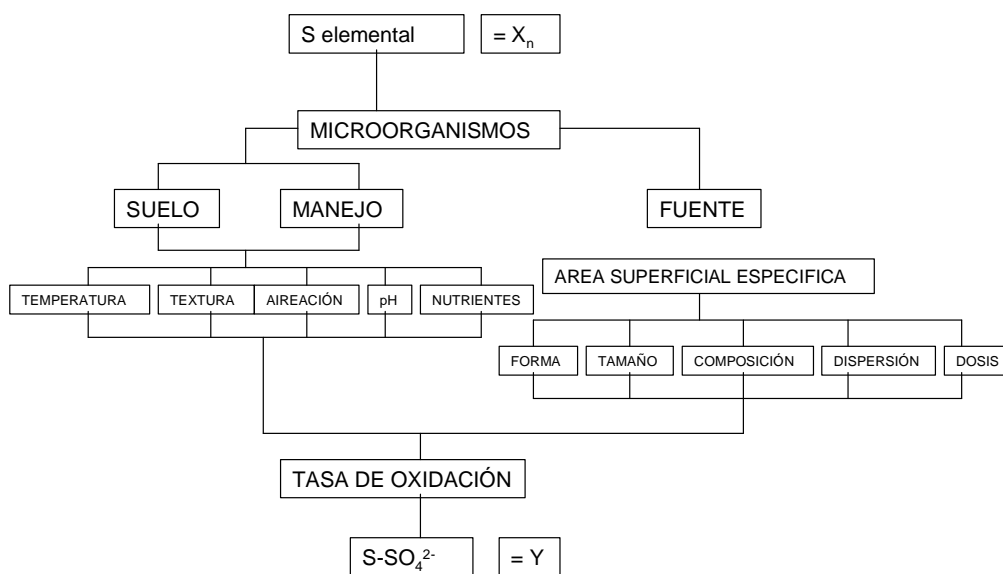 S elemental
= Xₙ
MICROORGANISMOS
SUELO
MANEJO
FUENTE
AREA SUPERFICIAL ESPECIFICA
TEMPERATURA
TEXTURA
AIREACIÓN
pH
NUTRIENTES
FORMA
TAMAÑO
COMPOSICIÓN
DISPERSIÓN
DOSIS
TASA DE OXIDACIÓN
S-SO₄²⁻
= Y